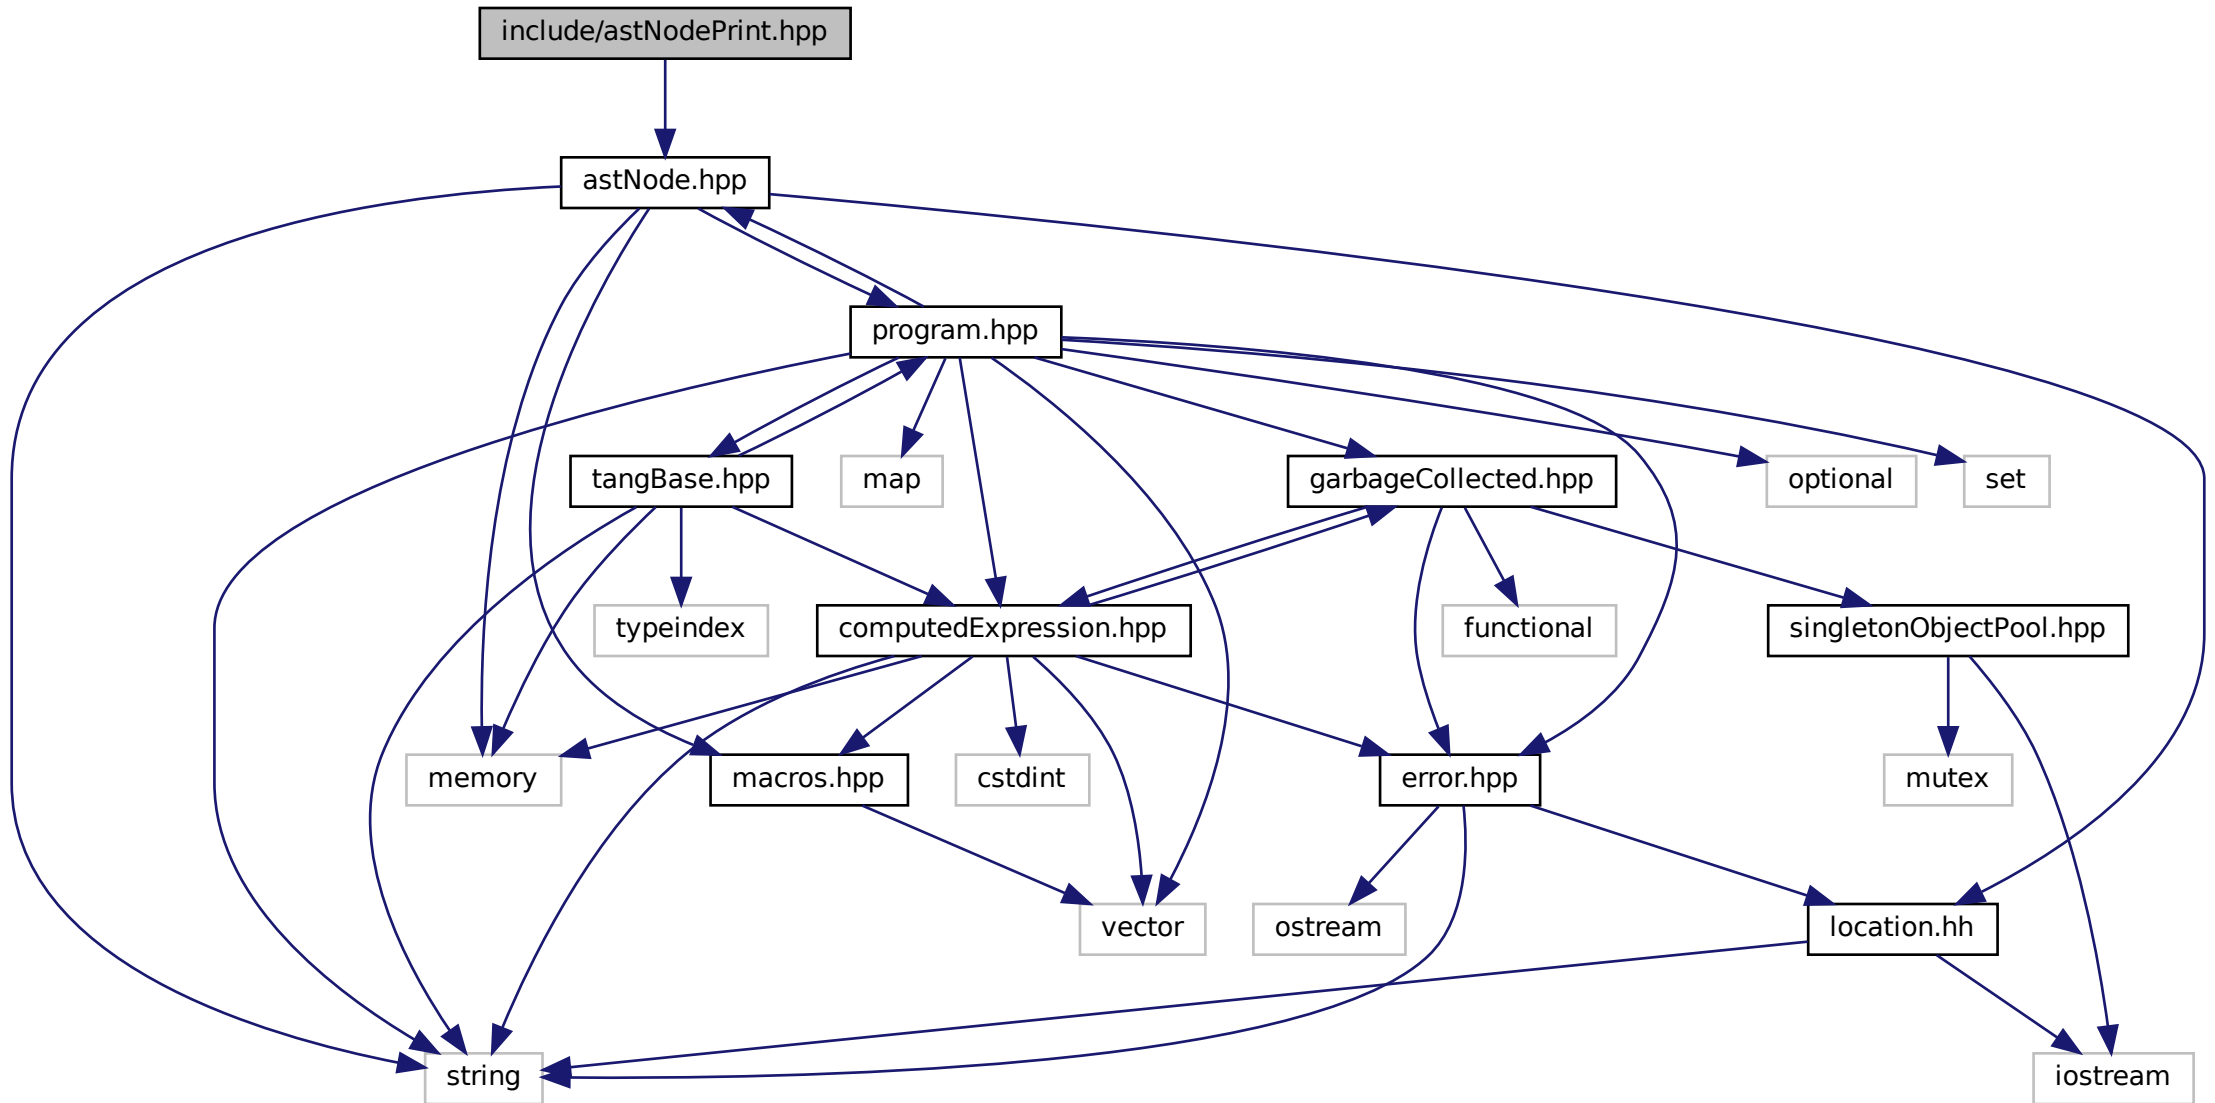 include/astNodePrint.hpp
astNode.hpp
program.hpp
tangBase.hpp
map
garbageCollected.hpp
optional
set
typeindex
computedExpression.hpp
functional
singletonObjectPool.hpp
memory
macros.hpp
cstdint
error.hpp
mutex
vector
ostream
location.hh
string
iostream